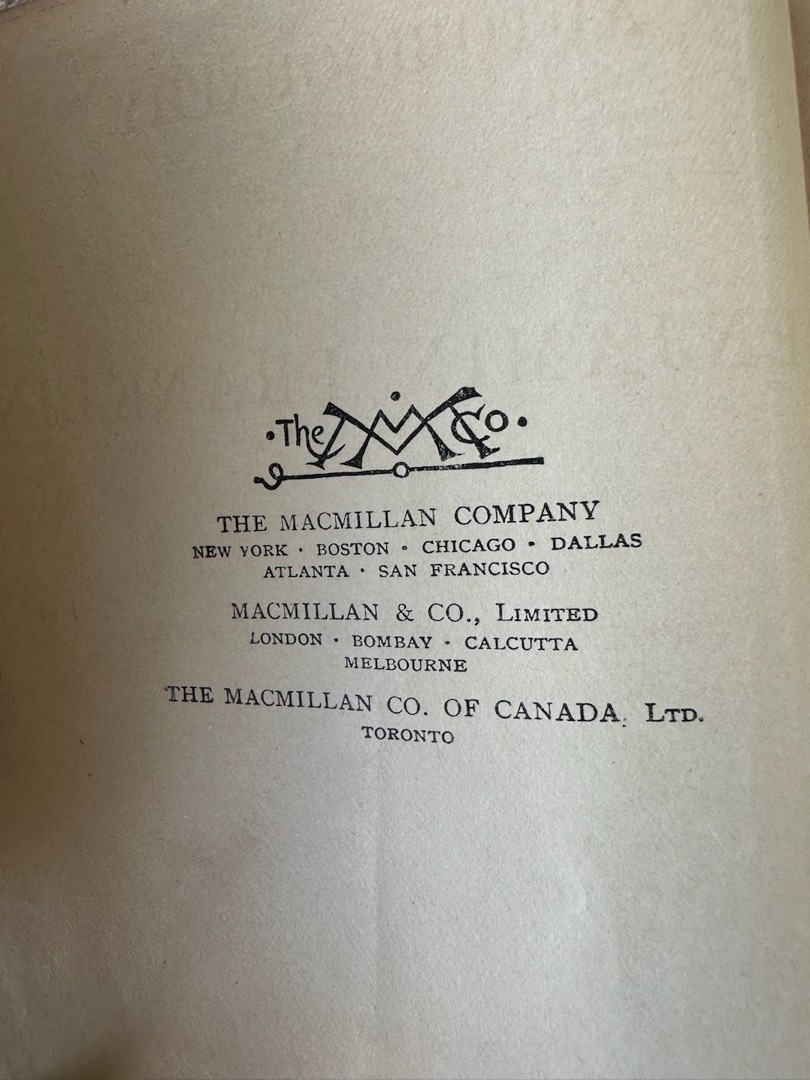 ·The M Co·
THE MACMILLAN COMPANY
NEW YORK · BOSTON · CHICAGO · DALLAS
ATLANTA · SAN FRANCISCO
MACMILLAN & CO., LIMITED
LONDON · BOMBAY · CALCUTTA
MELBOURNE
THE MACMILLAN CO. OF CANADA, LTD.
TORONTO